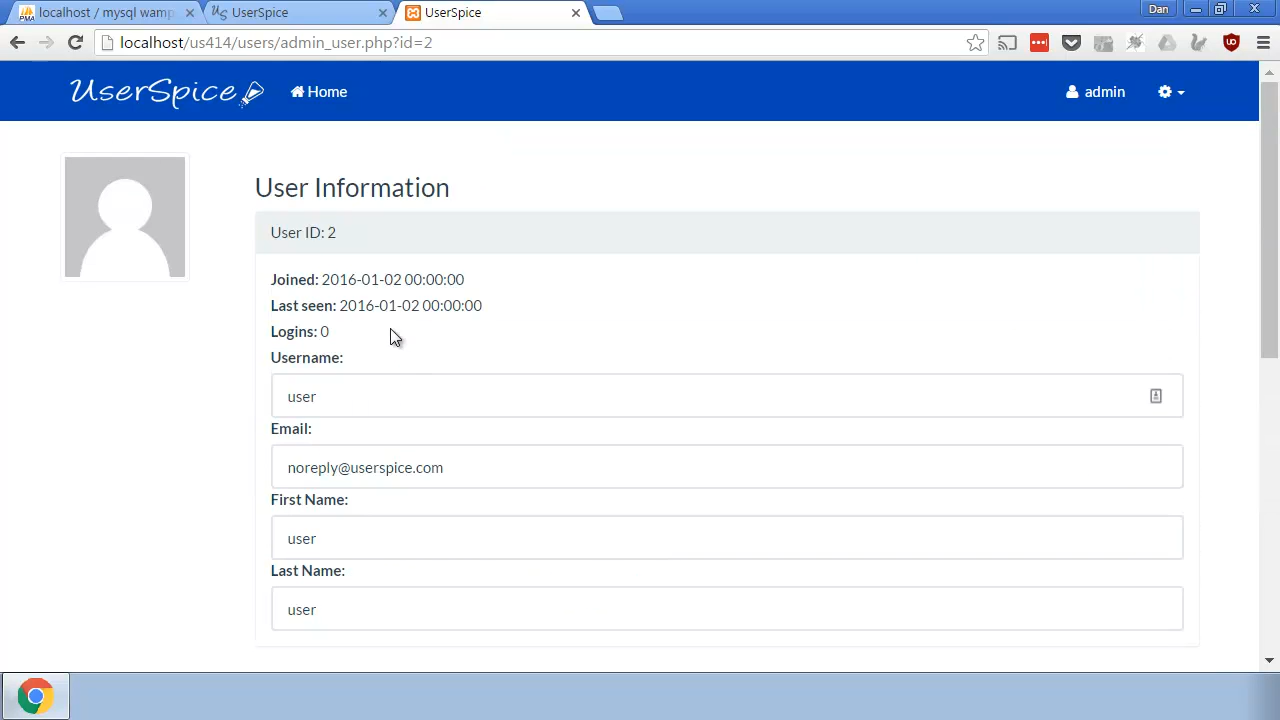 localhost / mysql wamp
UserSpice
UserSpice
Dan
localhost/us414/users/admin_user.php?id=2
UserSpice
Home
admin
User Information
User ID: 2
Joined: 2016-01-02 00:00:00
Last seen: 2016-01-02 00:00:00
Logins: 0
Username:
user
Email:
noreply@userspice.com
First Name:
user
Last Name:
user